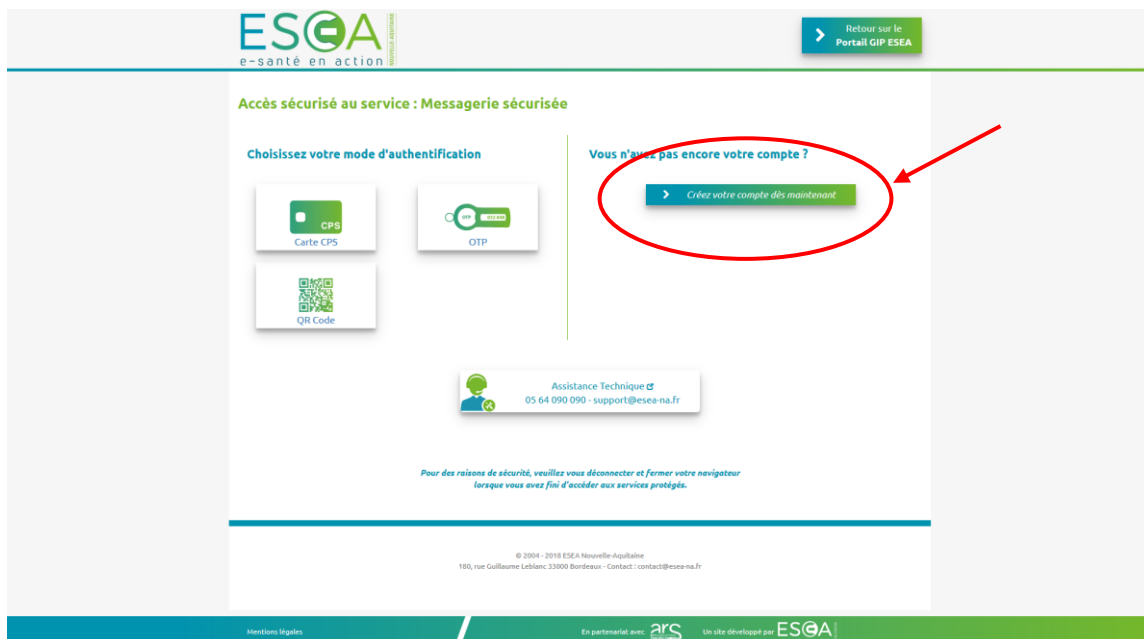 ESEA
NOUVELLE-AQUITAINE
e-santé en action
Retour sur le
Portail GIP ESEA
Accès sécurisé au service : Messagerie sécurisée
Choisissez votre mode d'authentification
Vous n'avez pas encore votre compte ?
Créez votre compte dès maintenant
CPS
Carte CPS
OTP
OTP
QR Code
Assistance Technique
05 64 090 090 - support@esea-na.fr
Pour des raisons de sécurité, veuillez vous déconnecter et fermer votre navigateur
lorsque vous avez fini d'accéder aux services protégés.
© 2004 - 2018 ESEA Nouvelle-Aquitaine
180, rue Guillaume Leblanc 33000 Bordeaux - Contact : contact@esea-na.fr
Mentions légales
En partenariat avec ars
Un site développé par ESEA